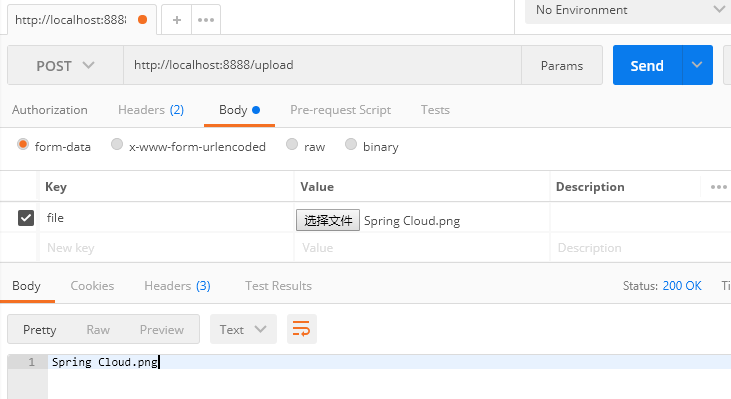 http://localhost:8888 No Environment
POST http://localhost:8888/upload Params Send
Authorization Headers (2) Body Pre-request Script Tests
form-data x-www-form-urlencoded raw binary
Key Value Description
file 选择文件 Spring Cloud.png
New key Value Description
Body Cookies Headers (3) Test Results Status: 200 OK Ti
Pretty Raw Preview Text
1 Spring Cloud.png